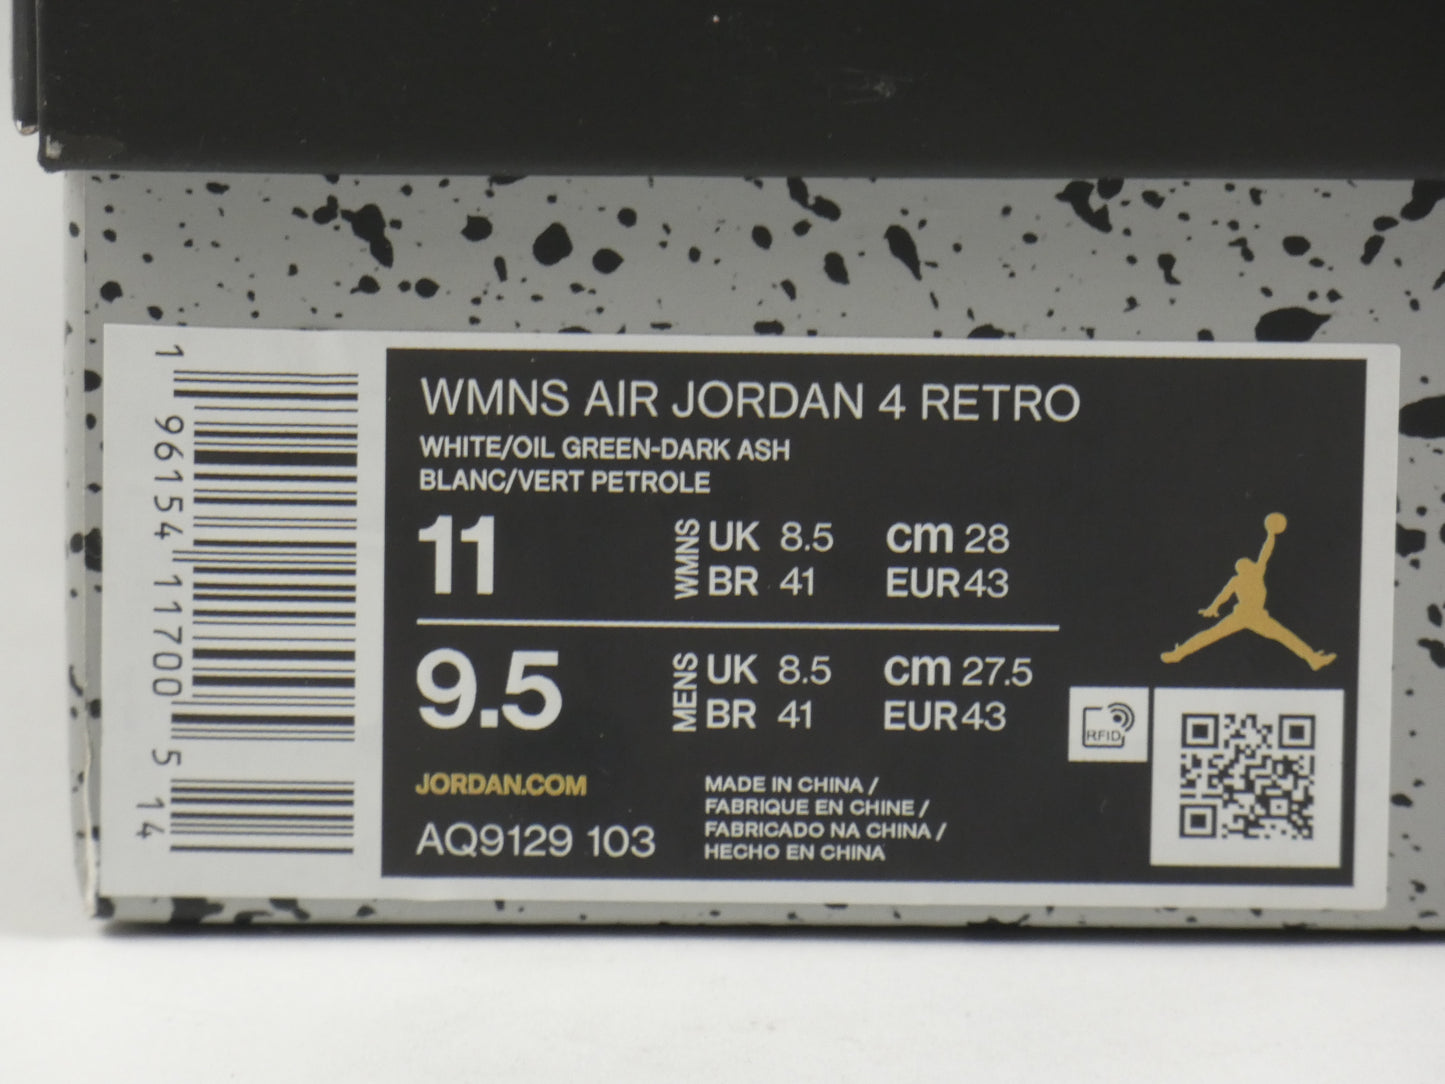 1 96154 11700 5 14
WMNS AIR JORDAN 4 RETRO
WHITE/OIL GREEN-DARK ASH
BLANC/VERT PETROLE
11 WMNS UK 8.5 cm 28
BR 41 EUR 43
9.5 MENS UK 8.5 cm 27.5
BR 41 EUR 43
RFID
JORDAN.COM
AQ9129 103
MADE IN CHINA /
FABRIQUE EN CHINE /
FABRICADO NA CHINA /
HECHO EN CHINA